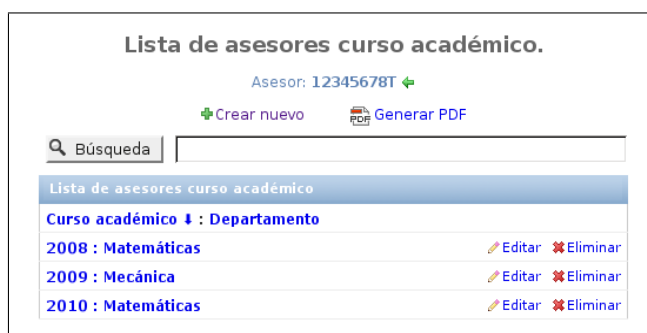 Lista de asesores curso académico.
Asesor: 12345678T
Crear nuevo PDF Generar PDF
Búsqueda
Lista de asesores curso académico
Curso académico ⬇ : Departamento
2008 : Matemáticas Editar Eliminar
2009 : Mecánica Editar Eliminar
2010 : Matemáticas Editar Eliminar